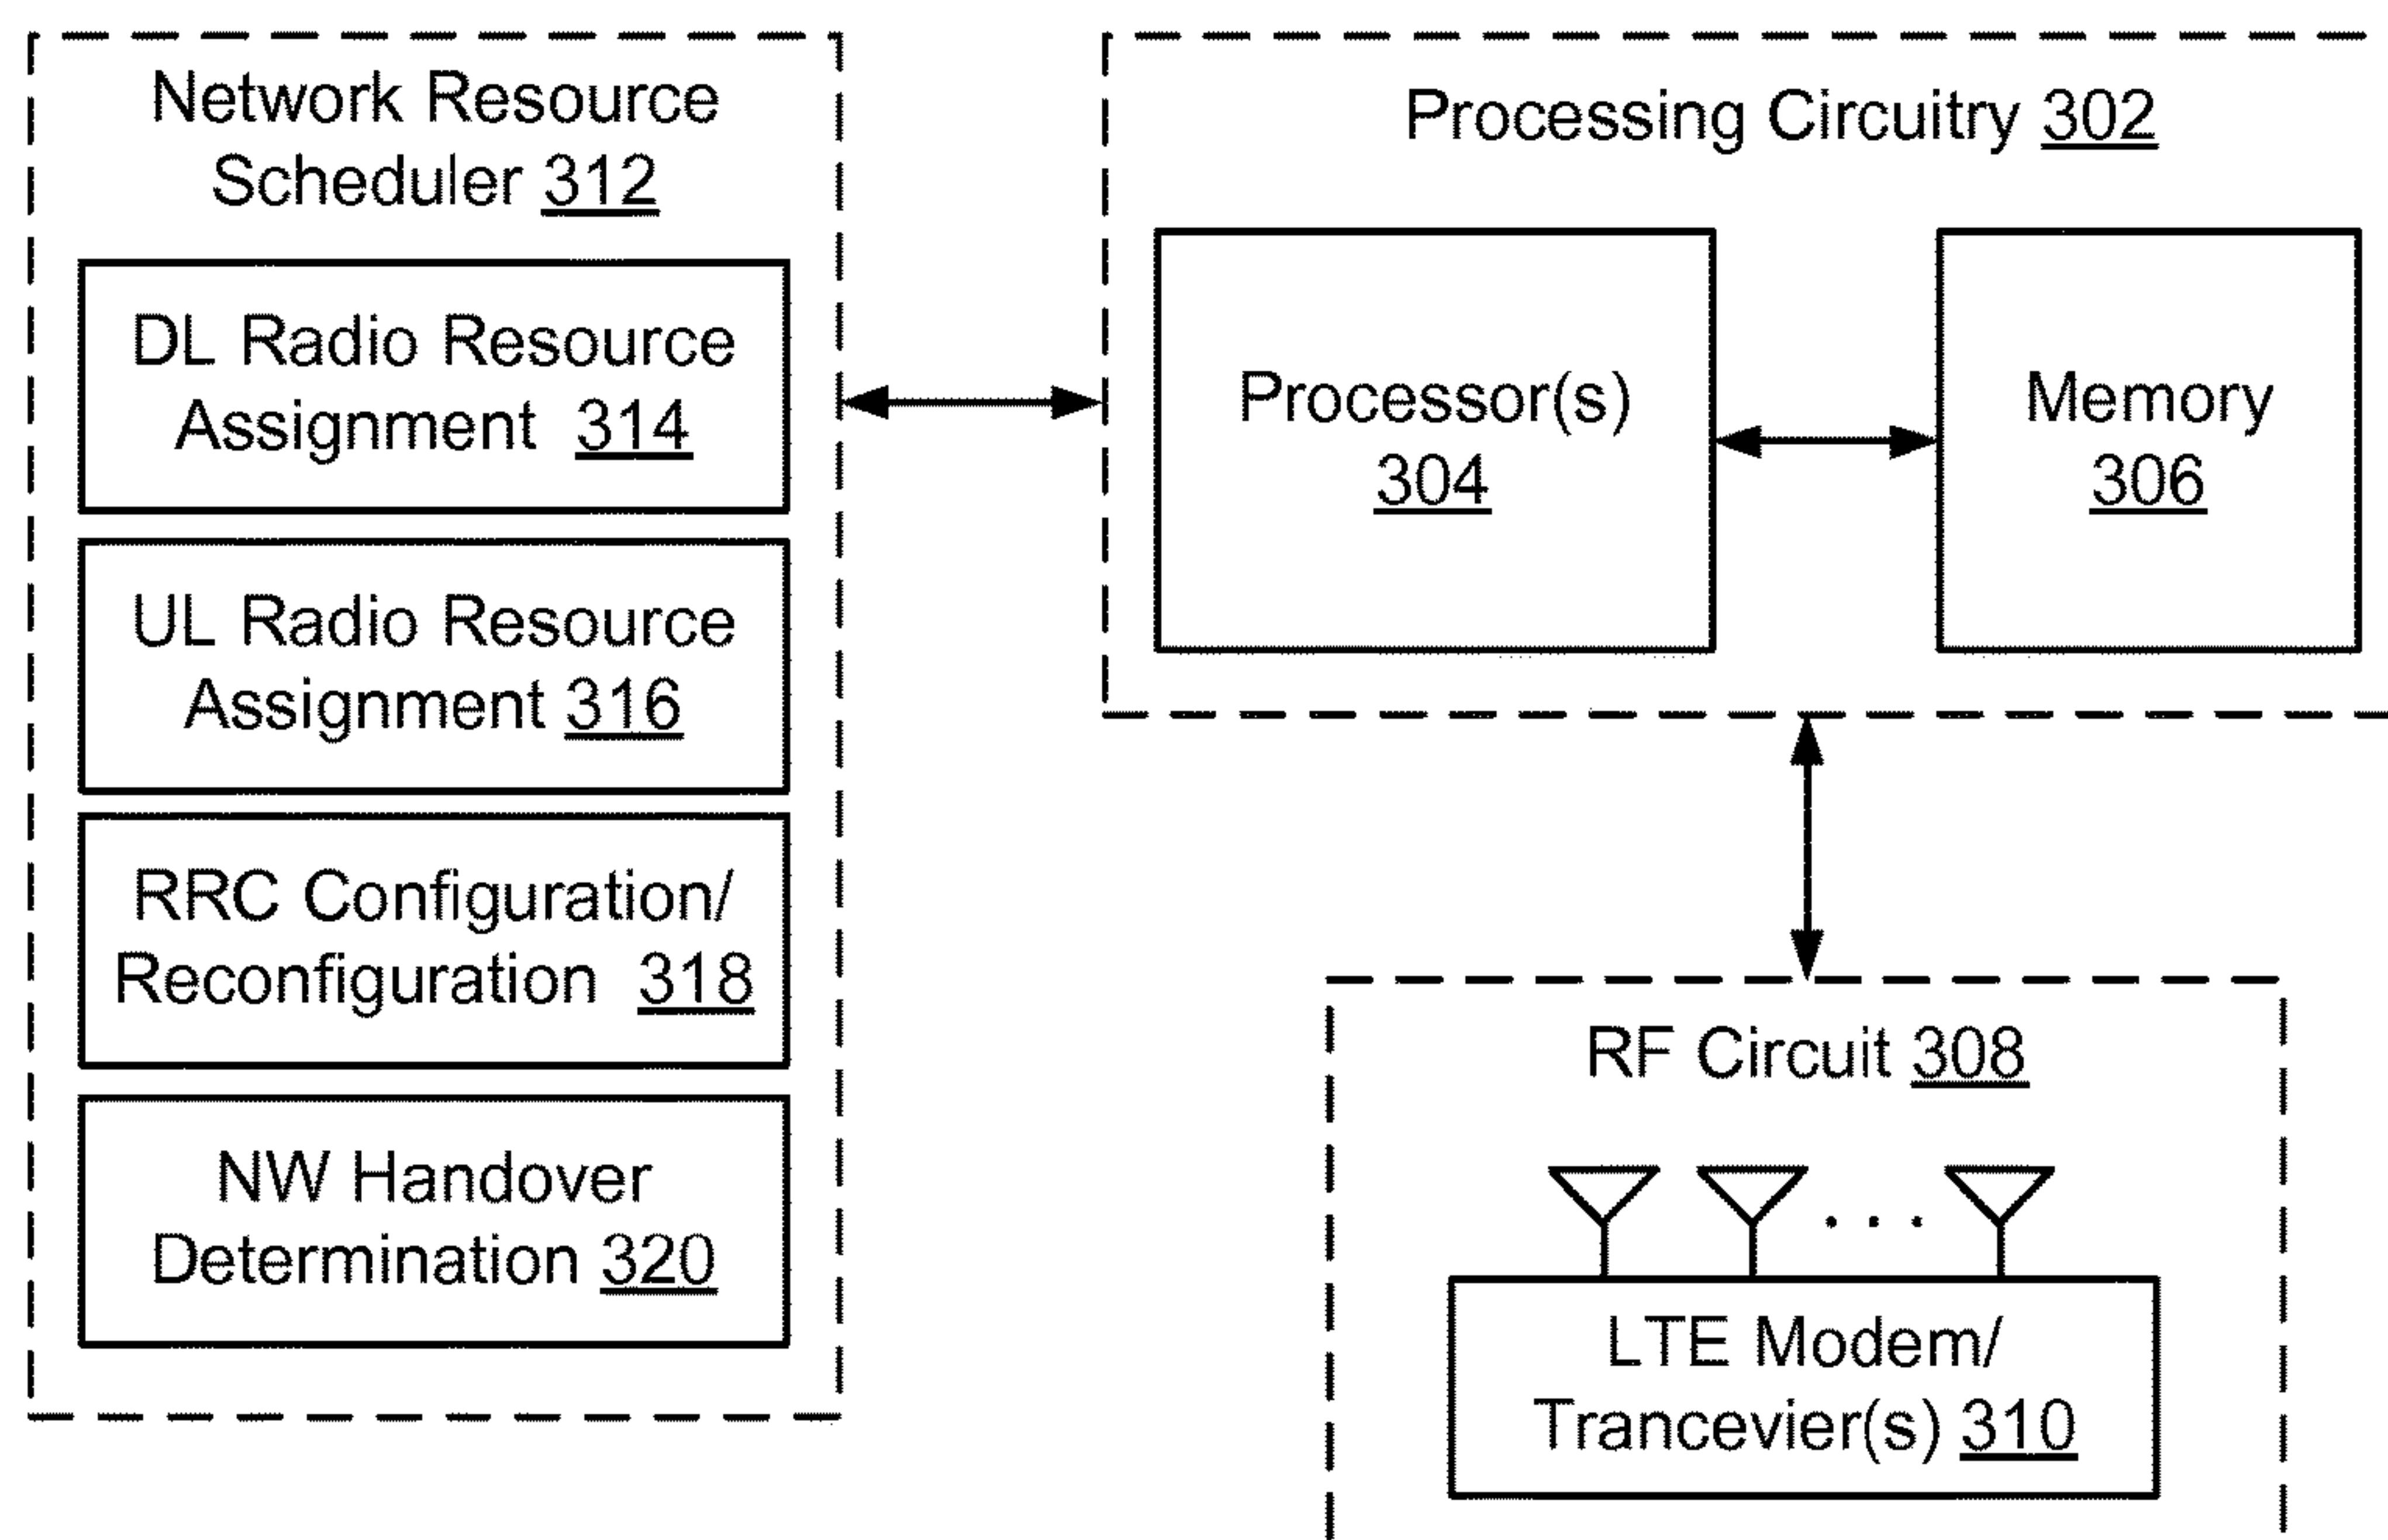 Network Resource
Scheduler 312
DL Radio Resource
Assignment 314
UL Radio Resource
Assignment 316
RRC Configuration/
Reconfiguration 318
NW Handover
Determination 320
Processing Circuitry 302
Processor(s)
304
Memory
306
RF Circuit 308
. . .
LTE Modem/
Trancevier(s) 310